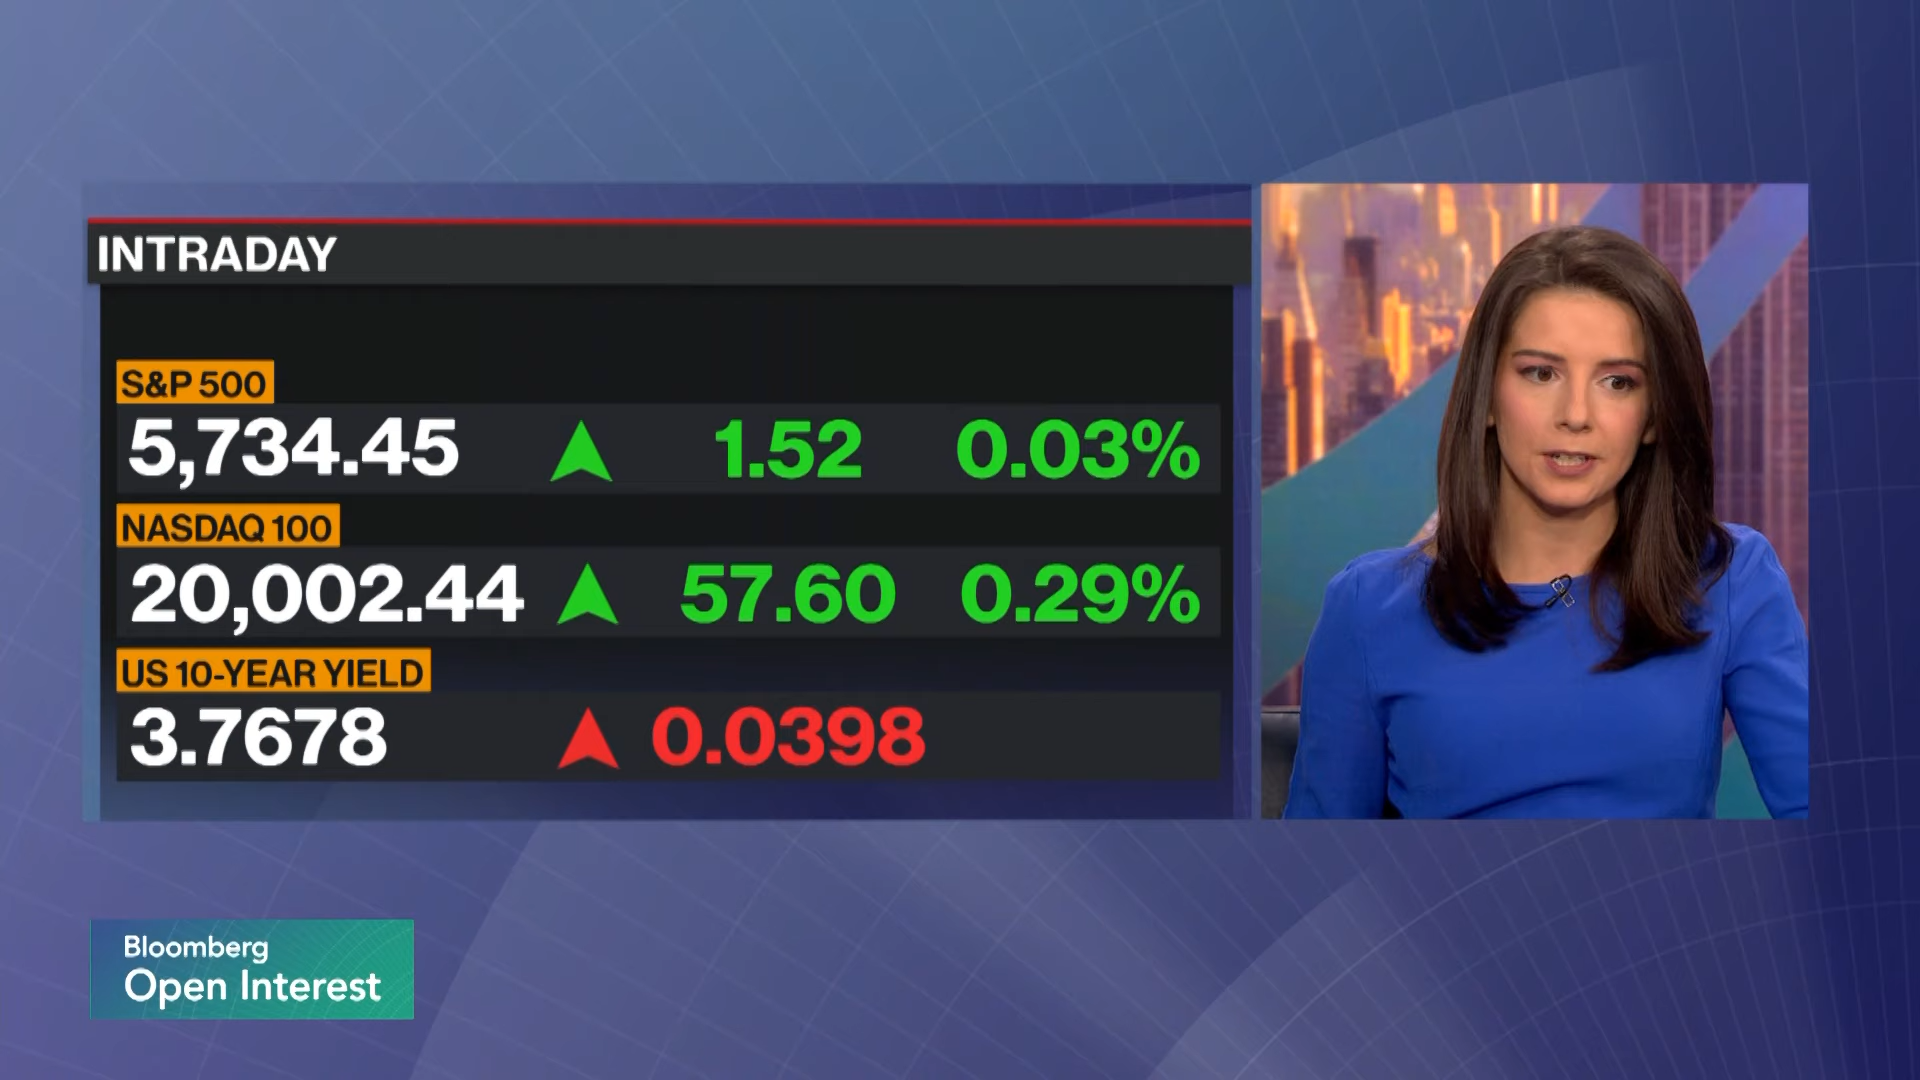 INTRADAY
S&P 500
5,734.45 ▲ 1.52 0.03%
NASDAQ 100
20,002.44 ▲ 57.60 0.29%
US 10-YEAR YIELD
3.7678 ▲ 0.0398
Bloomberg
Open Interest